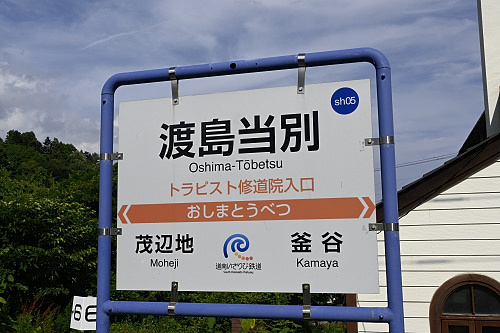 sh05
渡島当別
Oshima-Tōbetsu
トラピスト修道院入口
おしまとうべつ
茂辺地
Moheji
道南いさりび鉄道
釜谷
Kamaya
66